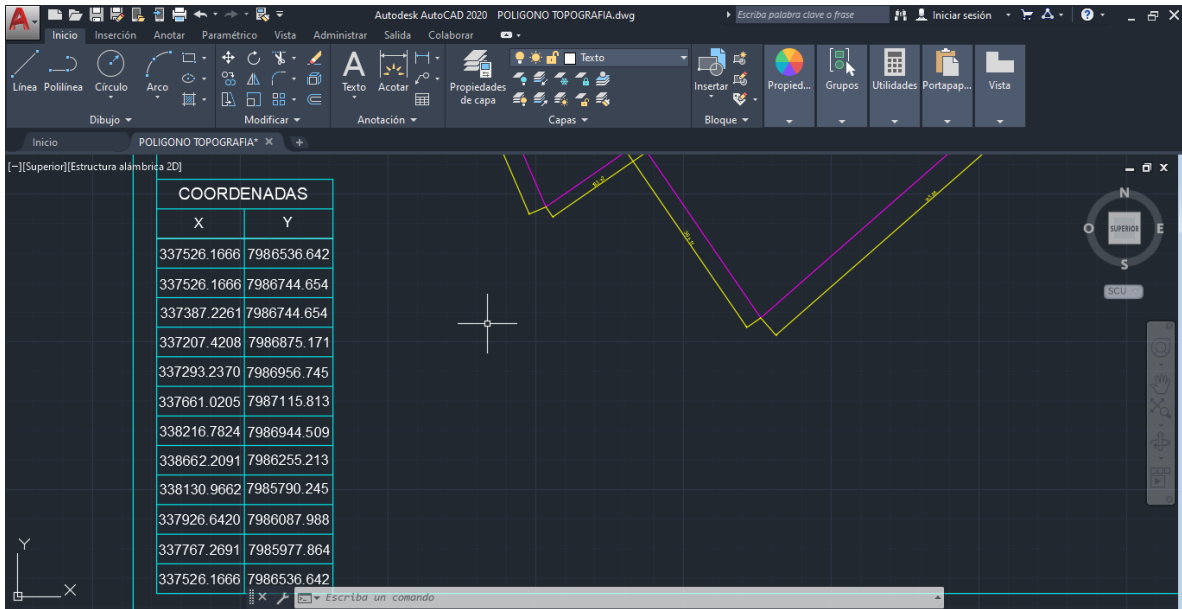 Autodesk AutoCAD 2020 POLIGONO TOPOGRAFIA.dwg
Escriba palabra clave o frase
Iniciar sesión
Inicio Inserción Anotar Paramétrico Vista Administrar Salida Colaborar
Texto
Línea Polilínea Círculo Arco
Texto Acotar
Propiedades de capa
Insertar
Propied... Grupos Utilidades Portapap... Vista
Dibujo Modificar Anotación Capas Bloque
Inicio POLIGONO TOPOGRAFIA* +
[−][Superior][Estructura alámbrica 2D]
COORDENADAS
X Y
337526.1666 7986536.642
337526.1666 7986744.654
337387.2261 7986744.654
337207.4208 7986875.171
337293.2370 7986956.745
337661.0205 7987115.813
338216.7824 7986944.509
338662.2091 7986255.213
338130.9662 7985790.245
337926.6420 7986087.988
337767.2691 7985977.864
337526.1666 7986536.642
N
O SUPERIOR E
S
SCU
Y
X
Escriba un comando